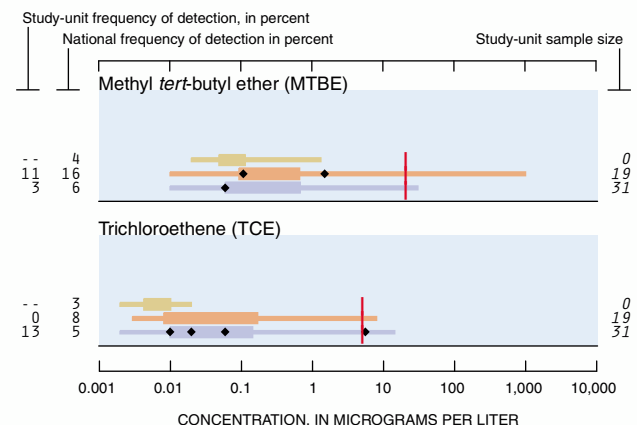 Study-unit frequency of detection, in percent
National frequency of detection in percent
Study-unit sample size
Methyl tert-butyl ether (MTBE)
-- 4 0
11 16 19
3 6 31
Trichloroethene (TCE)
-- 3 0
0 8 19
13 5 31
0.001 0.01 0.1 1 10 100 1,000 10,000
CONCENTRATION, IN MICROGRAMS PER LITER